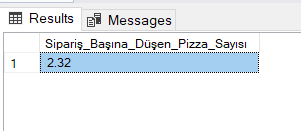 Results Messages
Sipariş_Başına_Düşen_Pizza_Sayısı
1 2.32